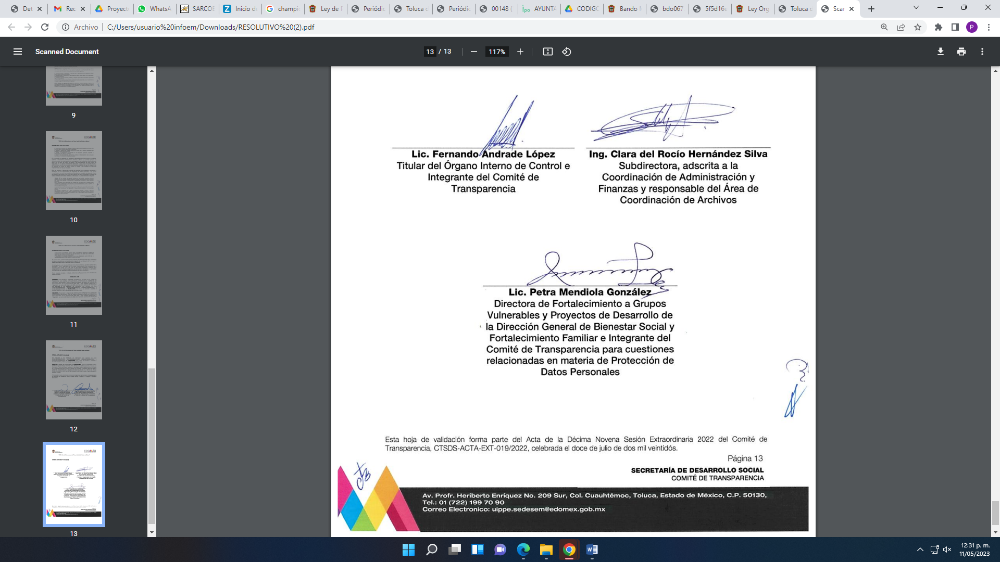 Det
Rec
Proyect
WhatsA
SARCOE
Inicio de
champi
Ley de F
Periódic
Toluca c
Periódic
00148 (
AYUNTA
CODIGO
Bando M
bdo067
5f5d16e
Ley Org
Toluca c
Scar
Archivo
C:/Users/usuario%20infoem/Downloads/RESOLUTIVO%20(2).pdf
P
Scanned Document
13 / 13
117%
9
10
11
12
13
Lic. Fernando Andrade López
Titular del Órgano Interno de Control e
Integrante del Comité de
Transparencia
Ing. Clara del Rocío Hernández Silva
Subdirectora, adscrita a la
Coordinación de Administración y
Finanzas y responsable del Área de
Coordinación de Archivos
Lic. Petra Mendiola González
Directora de Fortalecimiento a Grupos
Vulnerables y Proyectos de Desarrollo de
la Dirección General de Bienestar Social y
Fortalecimiento Familiar e Integrante del
Comité de Transparencia para cuestiones
relacionadas en materia de Protección de
Datos Personales
Esta hoja de validación forma parte del Acta de la Décima Novena Sesión Extraordinaria 2022 del Comité de
Transparencia, CTSDS-ACTA-EXT-019/2022, celebrada el doce de julio de dos mil veintidós.
Página 13
SECRETARÍA DE DESARROLLO SOCIAL
COMITÉ DE TRANSPARENCIA
Av. Profr. Heriberto Enríquez No. 209 Sur, Col. Cuauhtémoc, Toluca, Estado de México, C.P. 50130,
Tel.: 01 (722) 199 70 90
Correo Electronico: uippe.sedesem@edomex.gob.mx
12:31 p. m.
11/05/2023